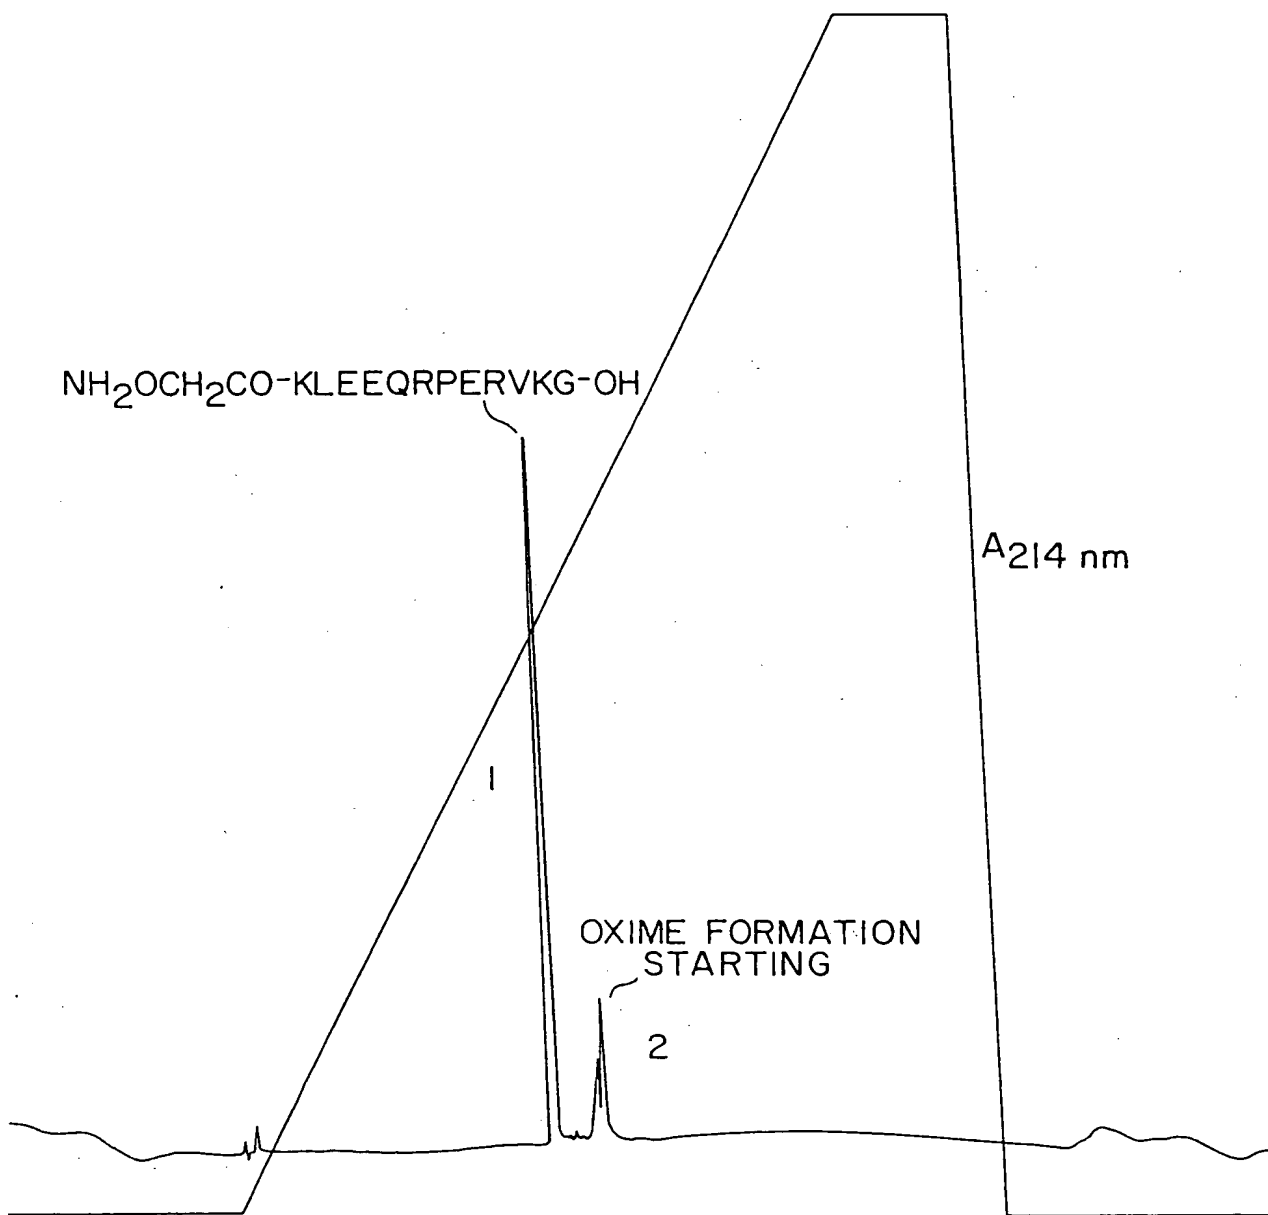 NH2OCH2CO-KLEEQRPERVKG-OH
A214 nm
1
OXIME FORMATION
STARTING
2